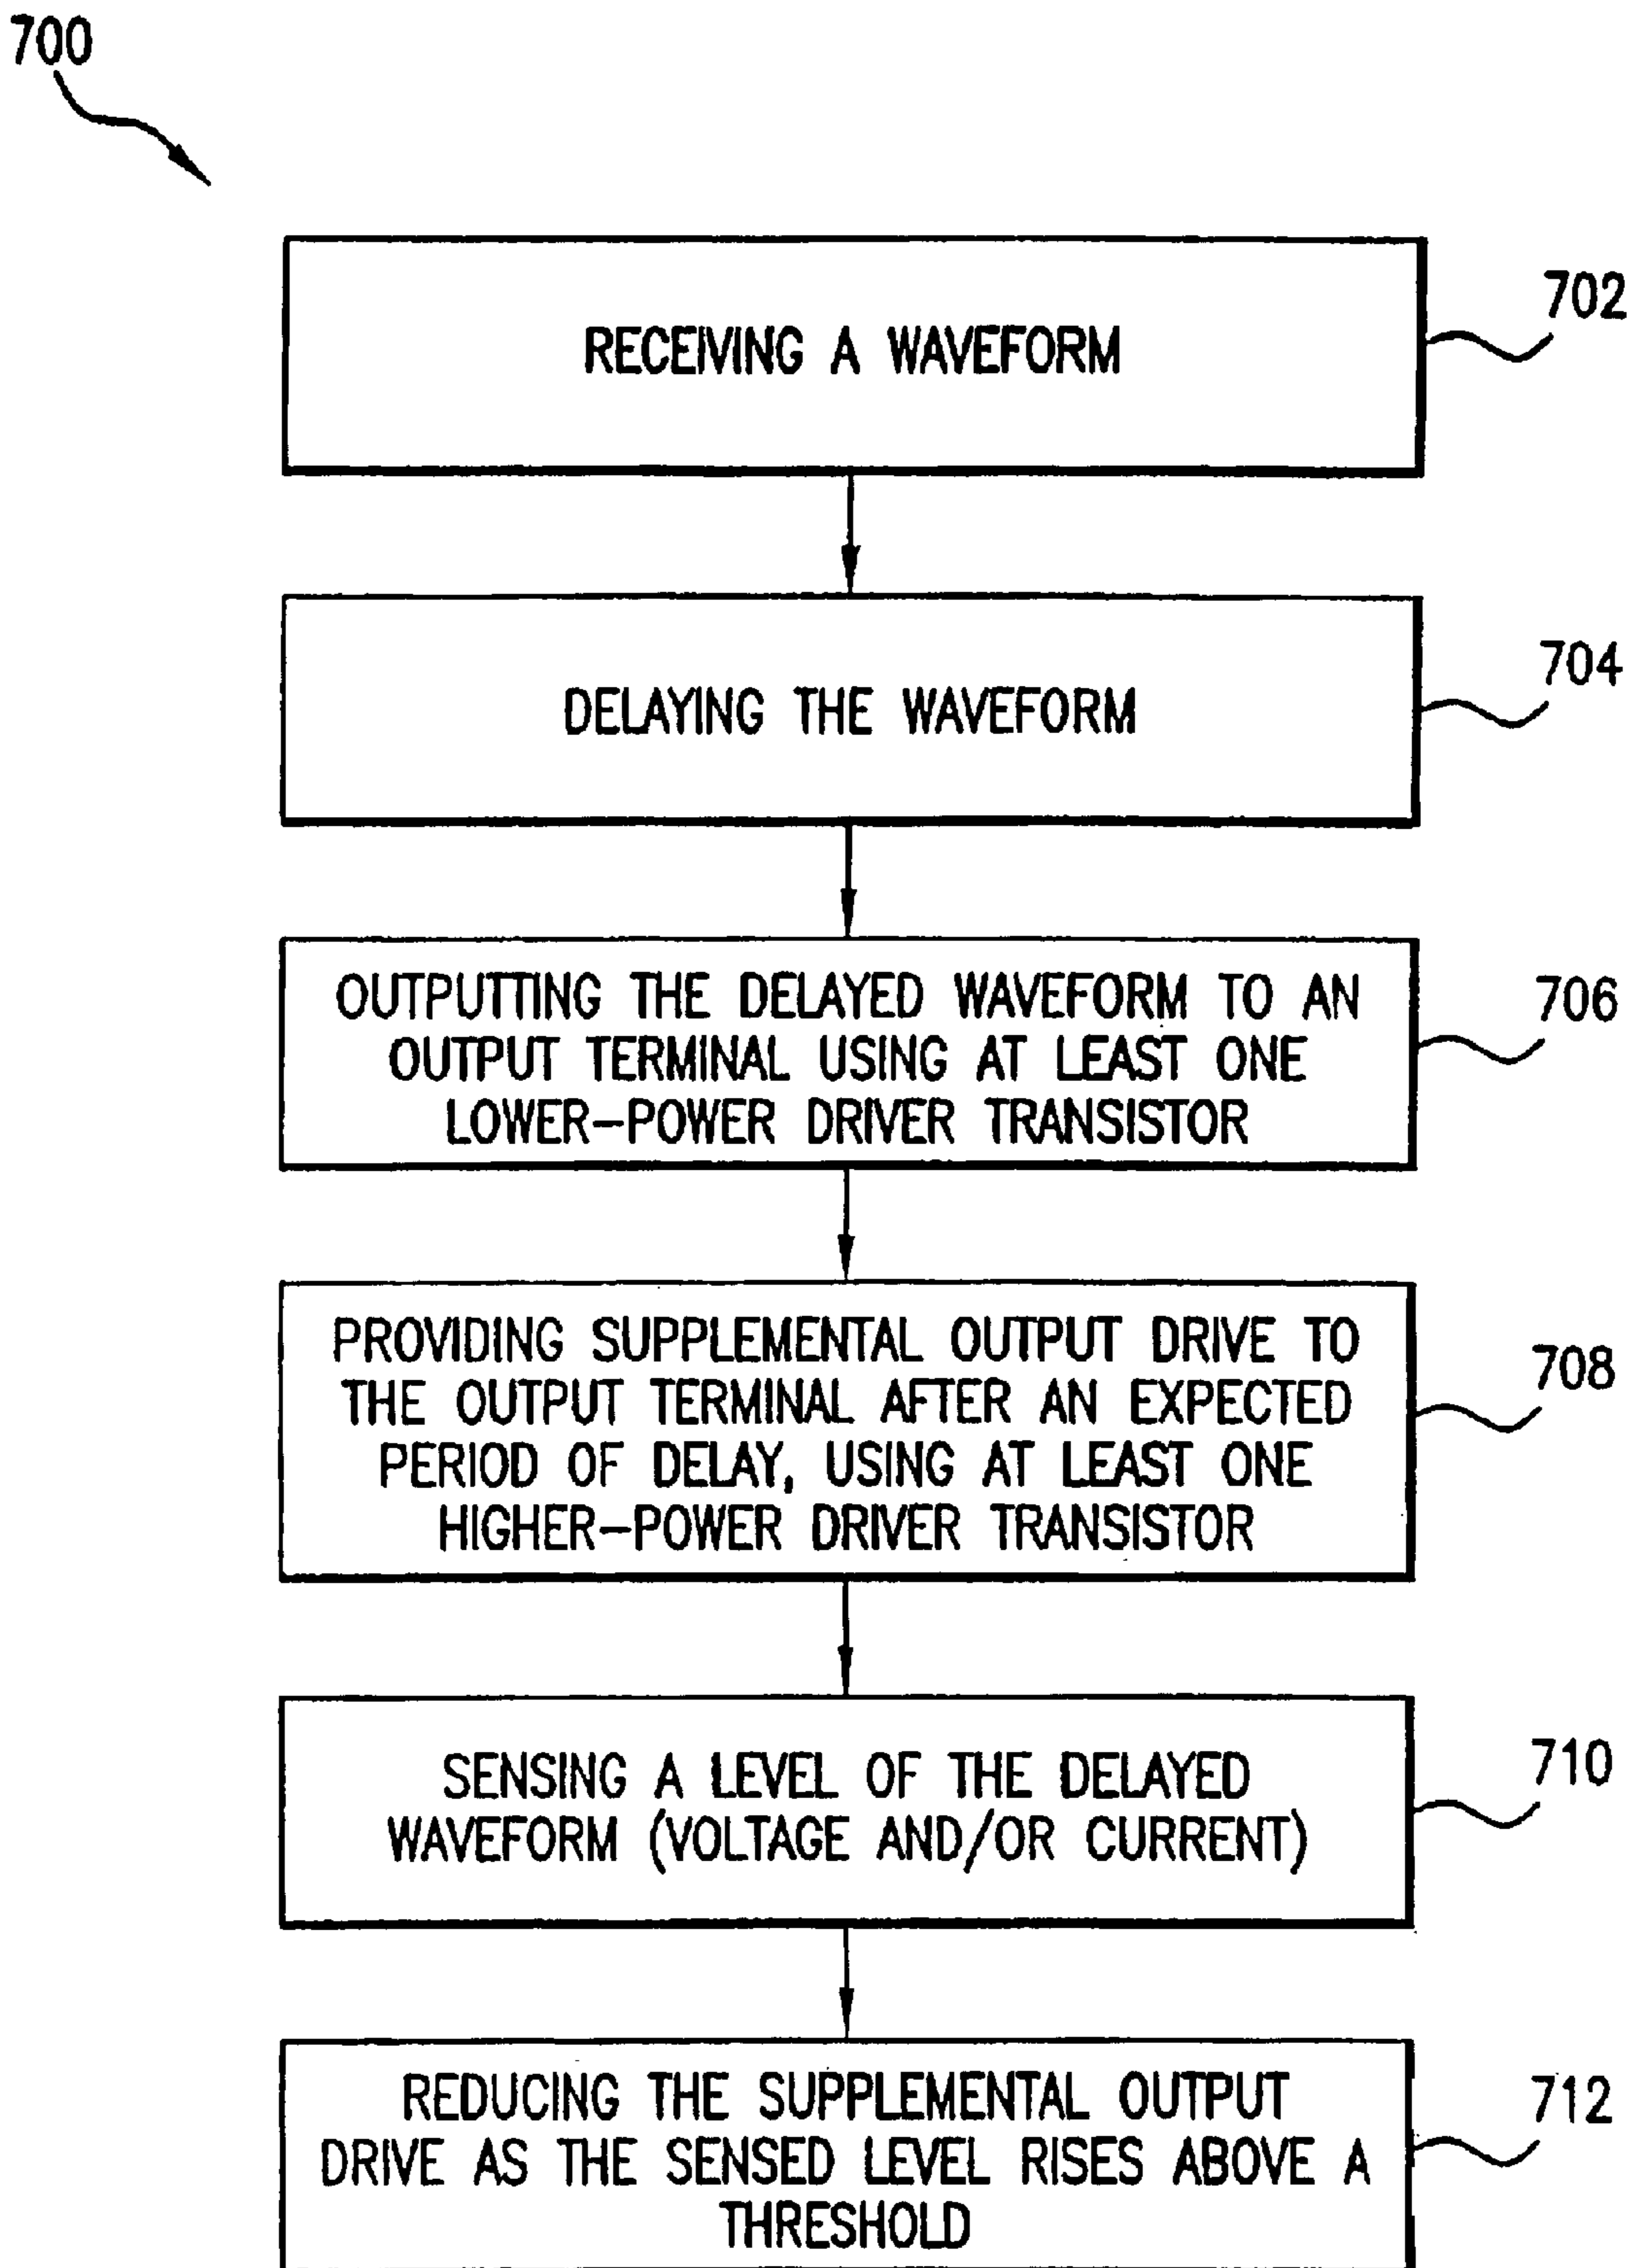 700
RECEIVING A WAVEFORM
702
DELAYING THE WAVEFORM
704
OUTPUTTING THE DELAYED WAVEFORM TO AN
OUTPUT TERMINAL USING AT LEAST ONE
LOWER-POWER DRIVER TRANSISTOR
706
PROVIDING SUPPLEMENTAL OUTPUT DRIVE TO
THE OUTPUT TERMINAL AFTER AN EXPECTED
PERIOD OF DELAY, USING AT LEAST ONE
HIGHER-POWER DRIVER TRANSISTOR
708
SENSING A LEVEL OF THE DELAYED
WAVEFORM (VOLTAGE AND/OR CURRENT)
710
REDUCING THE SUPPLEMENTAL OUTPUT
DRIVE AS THE SENSED LEVEL RISES ABOVE A
THRESHOLD
712